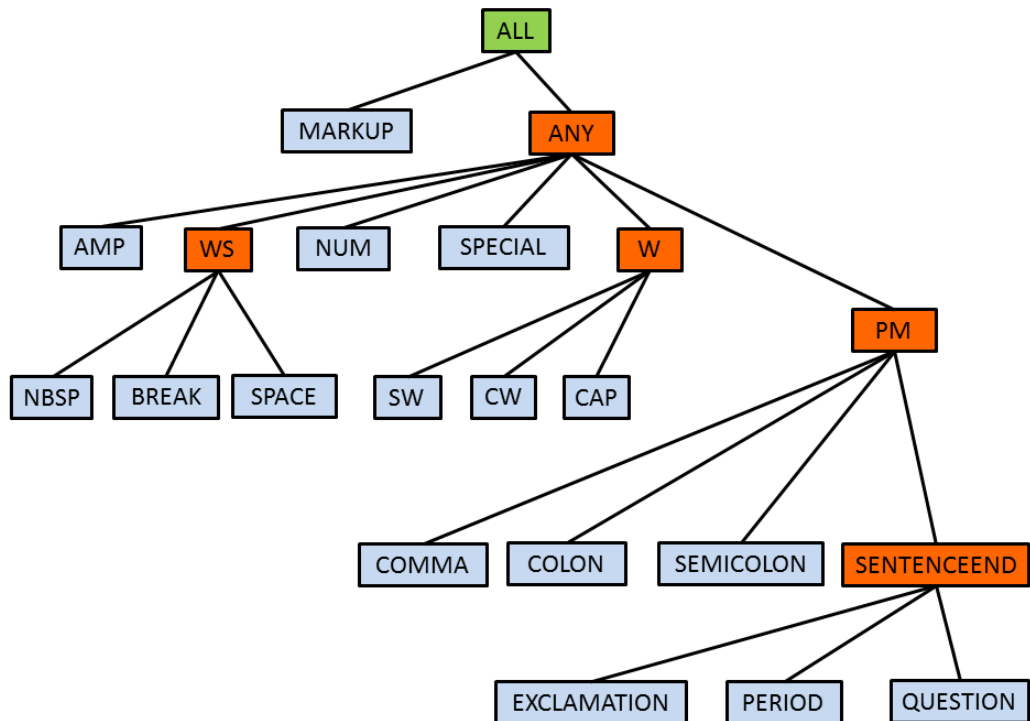 ALL
MARKUP
ANY
AMP
WS
NUM
SPECIAL
W
PM
NBSP
BREAK
SPACE
SW
CW
CAP
COMMA
COLON
SEMICOLON
SENTENCEEND
EXCLAMATION
PERIOD
QUESTION